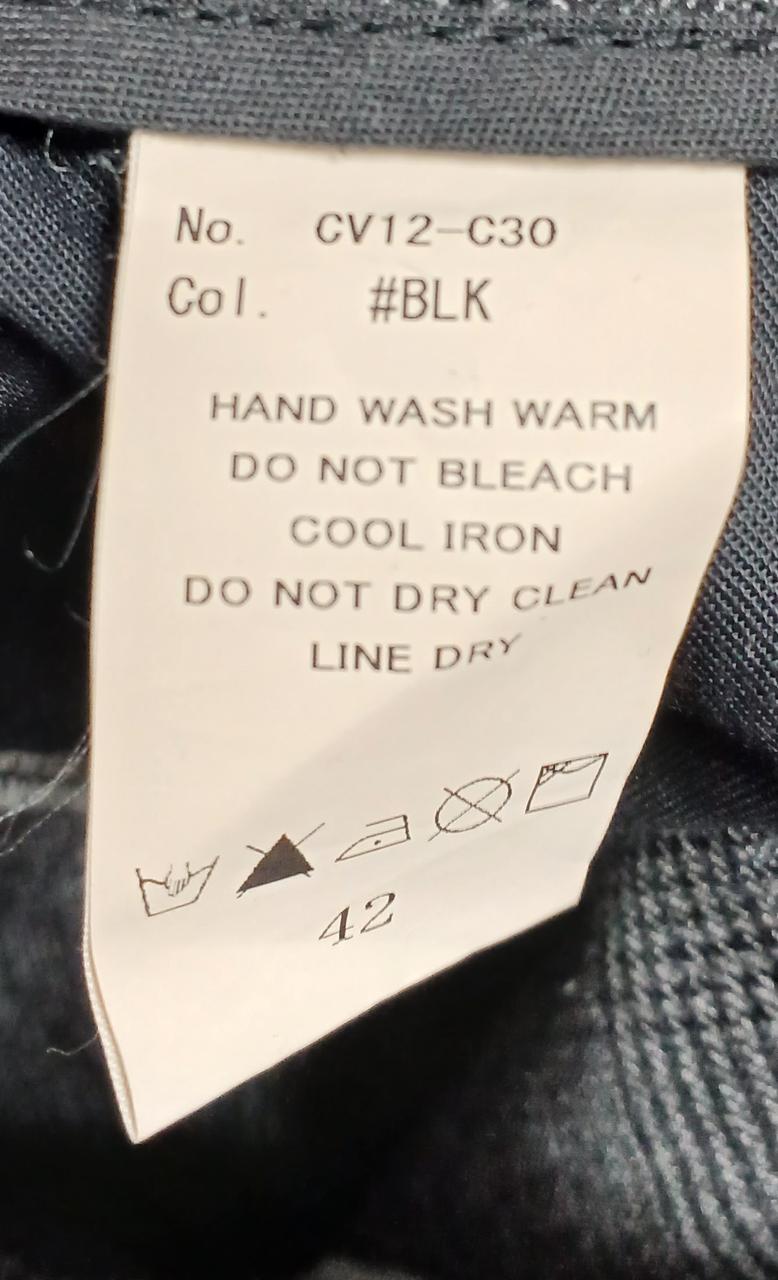 No. CV12-C30
Col. #BLK
HAND WASH WARM
DO NOT BLEACH
COOL IRON
DO NOT DRY CLEAN
LINE DRY
42